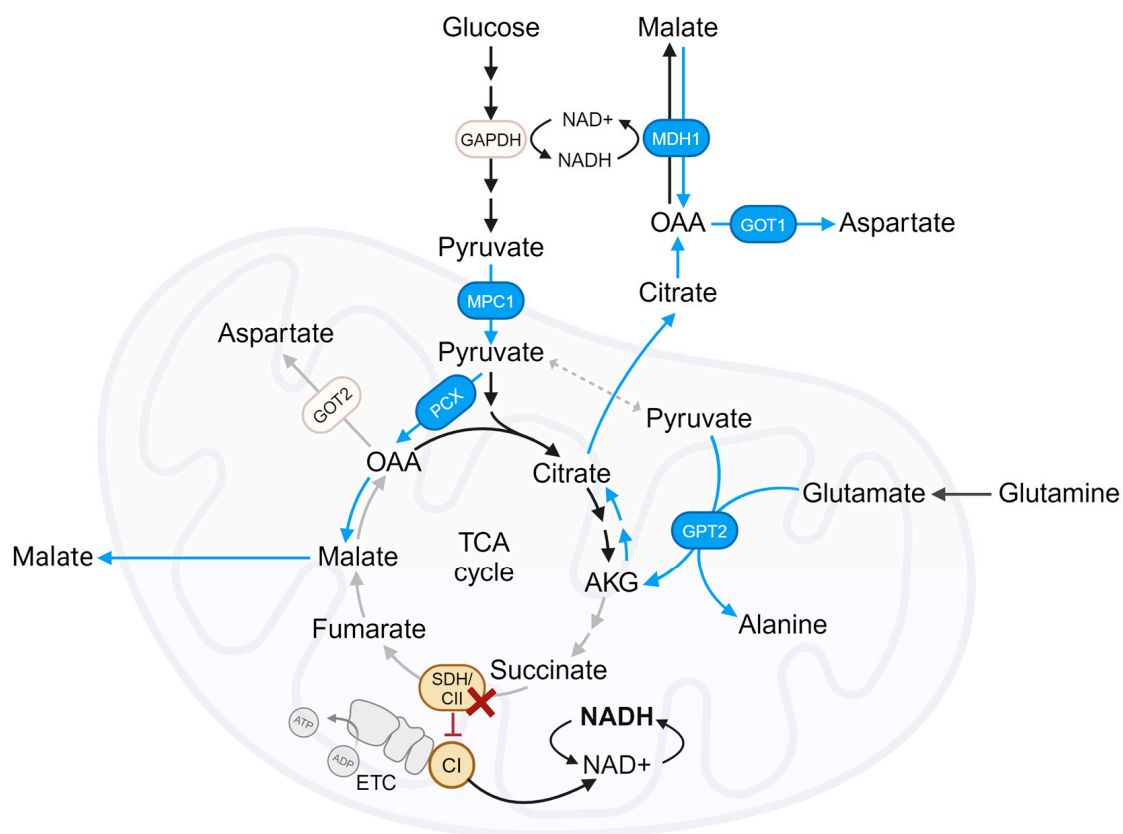 Glucose
Malate
NAD+
GAPDH
MDH1
NADH
OAA
GOT1
Aspartate
Pyruvate
Citrate
MPC1
Aspartate
Pyruvate
GOT2
PCX
Pyruvate
OAA
Citrate
Glutamate
Glutamine
GPT2
TCA
cycle
Malate
Malate
AKG
Fumarate
Alanine
Succinate
SDH/
CII
NADH
ATP
ADP
CI
NAD+
ETC